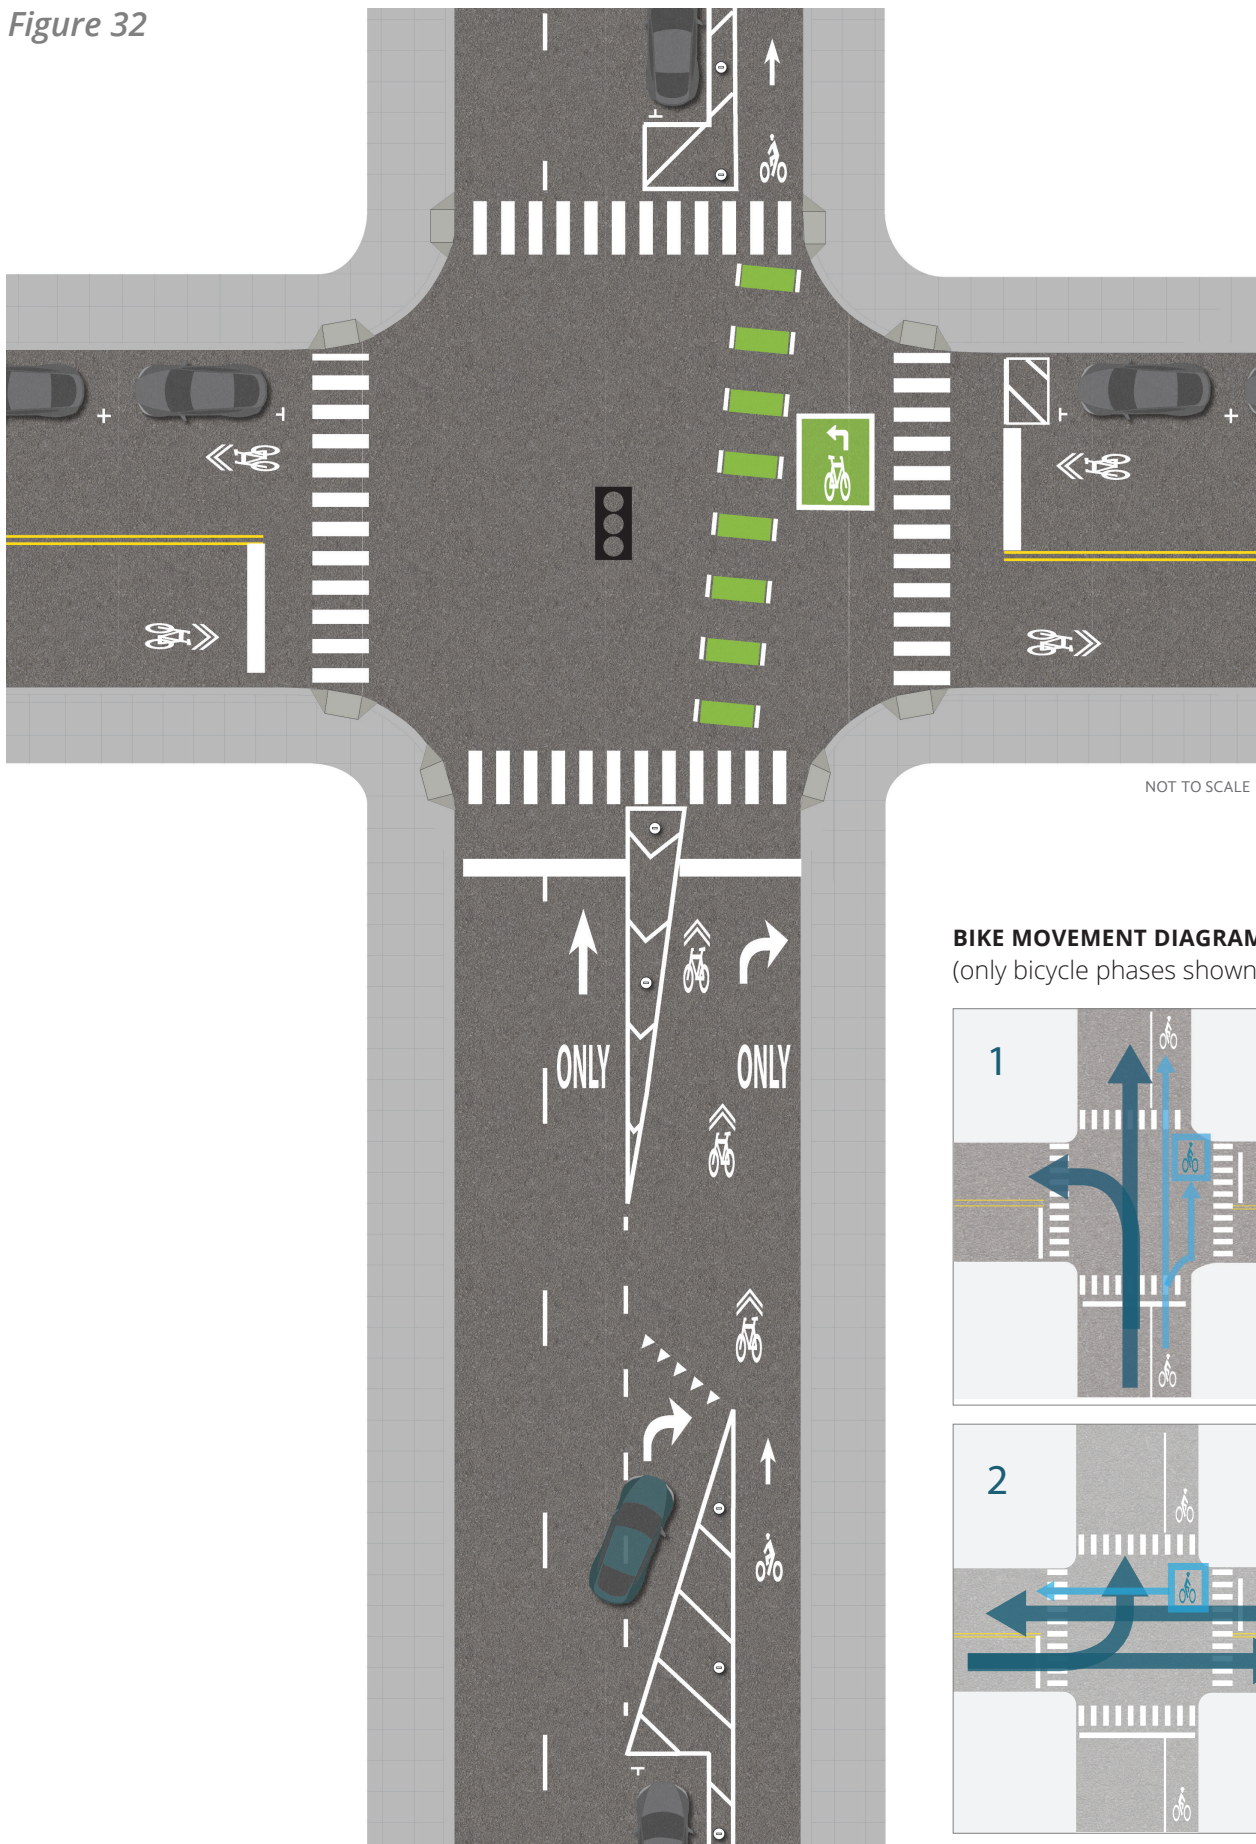 Figure 32
NOT TO SCALE
ONLY ONLY
BIKE MOVEMENT DIAGRAM
(only bicycle phases shown
1
2